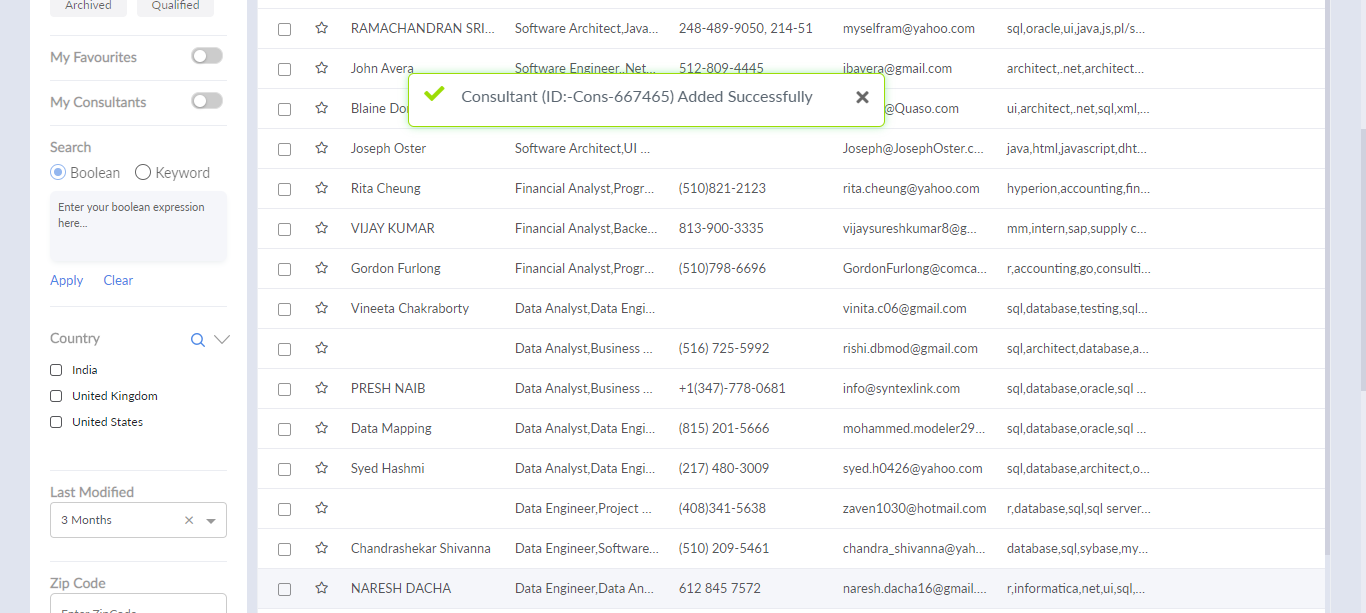 Archived Qualified
My Favourites
My Consultants
Search
Boolean Keyword
Enter your boolean expression
here...
Apply Clear
Country
India
United Kingdom
United States
Last Modified
3 Months
Zip Code
Enter ZipCode
RAMACHANDRAN SRI... Software Architect,Java... 248-489-9050, 214-51 myselfram@yahoo.com sql,oracle,ui,java,js,pl/s...
John Avera Software Engineer,.Net... 512-809-4445 jbavera@gmail.com architect,.net,architect...
Consultant (ID:-Cons-667465) Added Successfully
Blaine Do @Quaso.com ui,architect,.net,sql,xml,...
Joseph Oster Software Architect,UI ... Joseph@JosephOster.c... java,html,javascript,dht...
Rita Cheung Financial Analyst,Progr... (510)821-2123 rita.cheung@yahoo.com hyperion,accounting,fin...
VIJAY KUMAR Financial Analyst,Backe... 813-900-3335 vijaysureshkumar8@g... mm,intern,sap,supply c...
Gordon Furlong Financial Analyst,Progr... (510)798-6696 GordonFurlong@comca... r,accounting,go,consulti...
Vineeta Chakraborty Data Analyst,Data Engi... vinita.c06@gmail.com sql,database,testing,sql...
Data Analyst,Business ... (516) 725-5992 rishi.dbmod@gmail.com sql,architect,database,a...
PRESH NAIB Data Analyst,Business ... +1(347)-778-0681 info@syntexlink.com sql,database,oracle,sql ...
Data Mapping Data Analyst,Data Engi... (815) 201-5666 mohammed.modeler29... sql,database,oracle,sql ...
Syed Hashmi Data Analyst,Data Engi... (217) 480-3009 syed.h0426@yahoo.com sql,database,architect,o...
Data Engineer,Project ... (408)341-5638 zaven1030@hotmail.com r,database,sql,sql server...
Chandrashekar Shivanna Data Engineer,Software... (510) 209-5461 chandra_shivanna@yah... database,sql,sybase,my...
NARESH DACHA Data Engineer,Data An... 612 845 7572 naresh.dacha16@gmail.... r,informatica,net,ui,sql,...